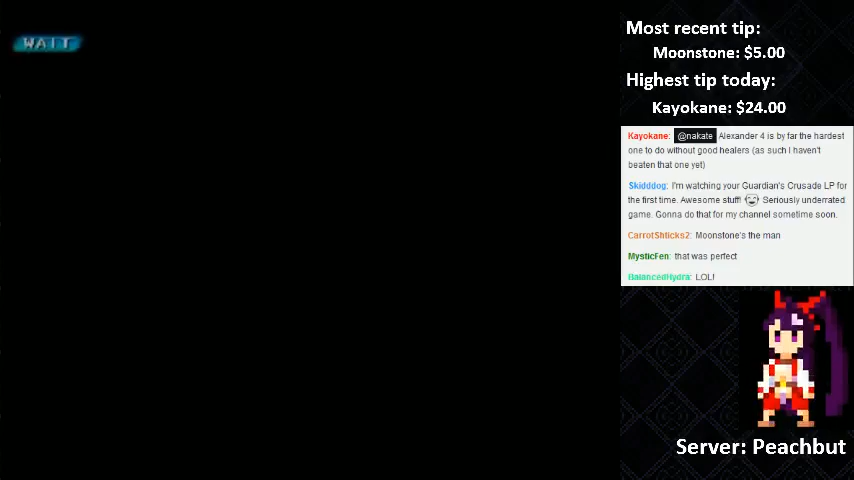 WAIT
Most recent tip:
Moonstone: $5.00
Highest tip today:
Kayokane: $24.00
Kayokane: @nakate Alexander 4 is by far the hardest
one to do without good healers (as such I haven't
beaten that one yet)
Skidddog: I'm watching your Guardian's Crusade LP for
the first time. Awesome stuff! Seriously underrated
game. Gonna do that for my channel sometime soon.
CarrotShticks2: Moonstone's the man
MysticFen: that was perfect
BalancedHydra: LOL!
Server: Peachbut